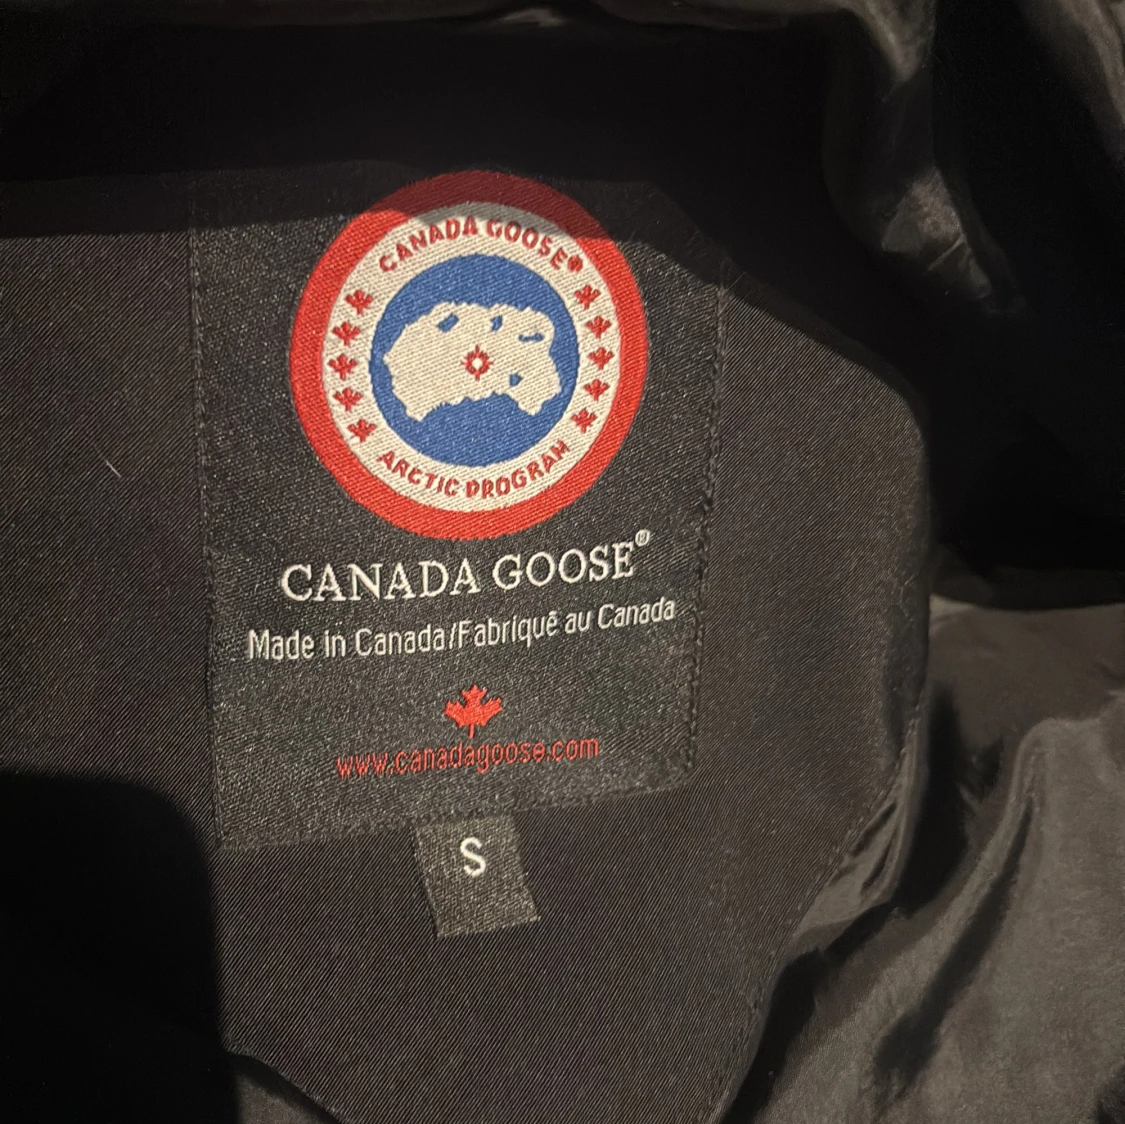 CANADA GOOSE®
ARCTIC PROGRAM
CANADA GOOSE®
Made in Canada/Fabriqué au Canada
www.canadagoose.com
S